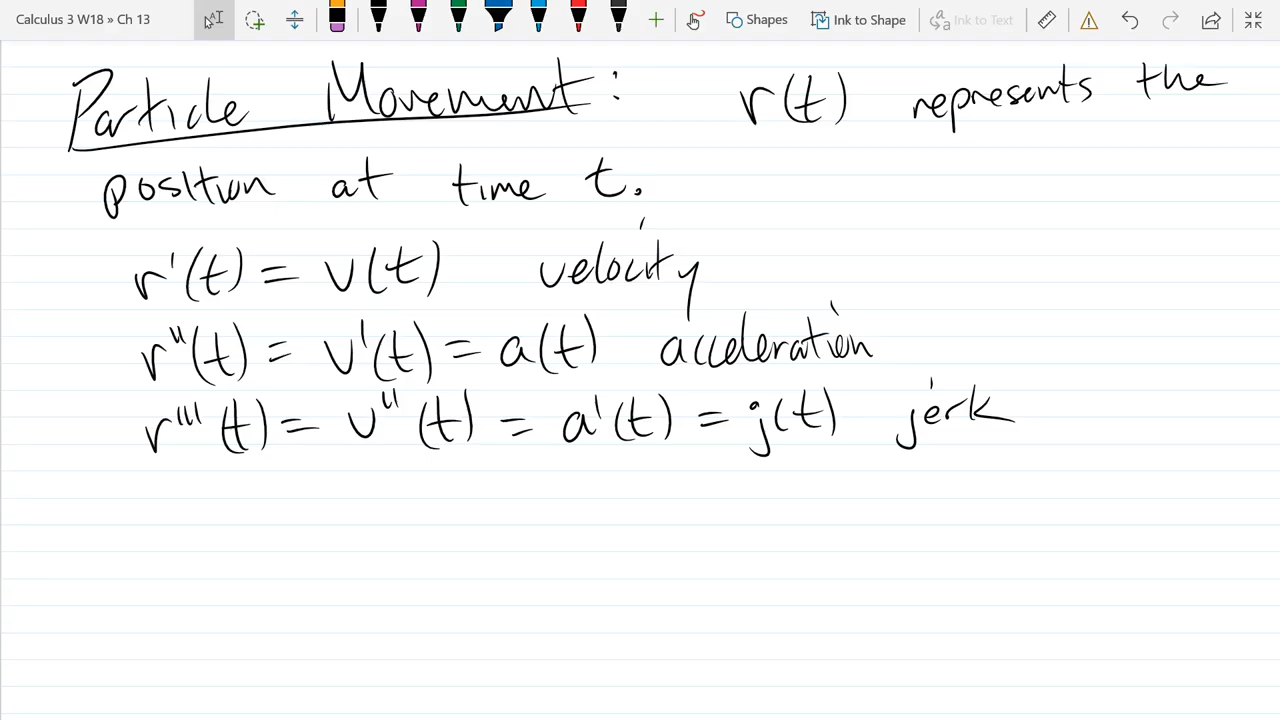 Calculus 3 W18 » Ch 13
Shapes
Ink to Shape
Ink to Text
Particle Movement: r(t) represents the
position at time t.
r'(t) = v(t) velocity
r''(t) = v'(t) = a(t) acceleration
r'''(t) = v''(t) = a'(t) = j(t) jerk